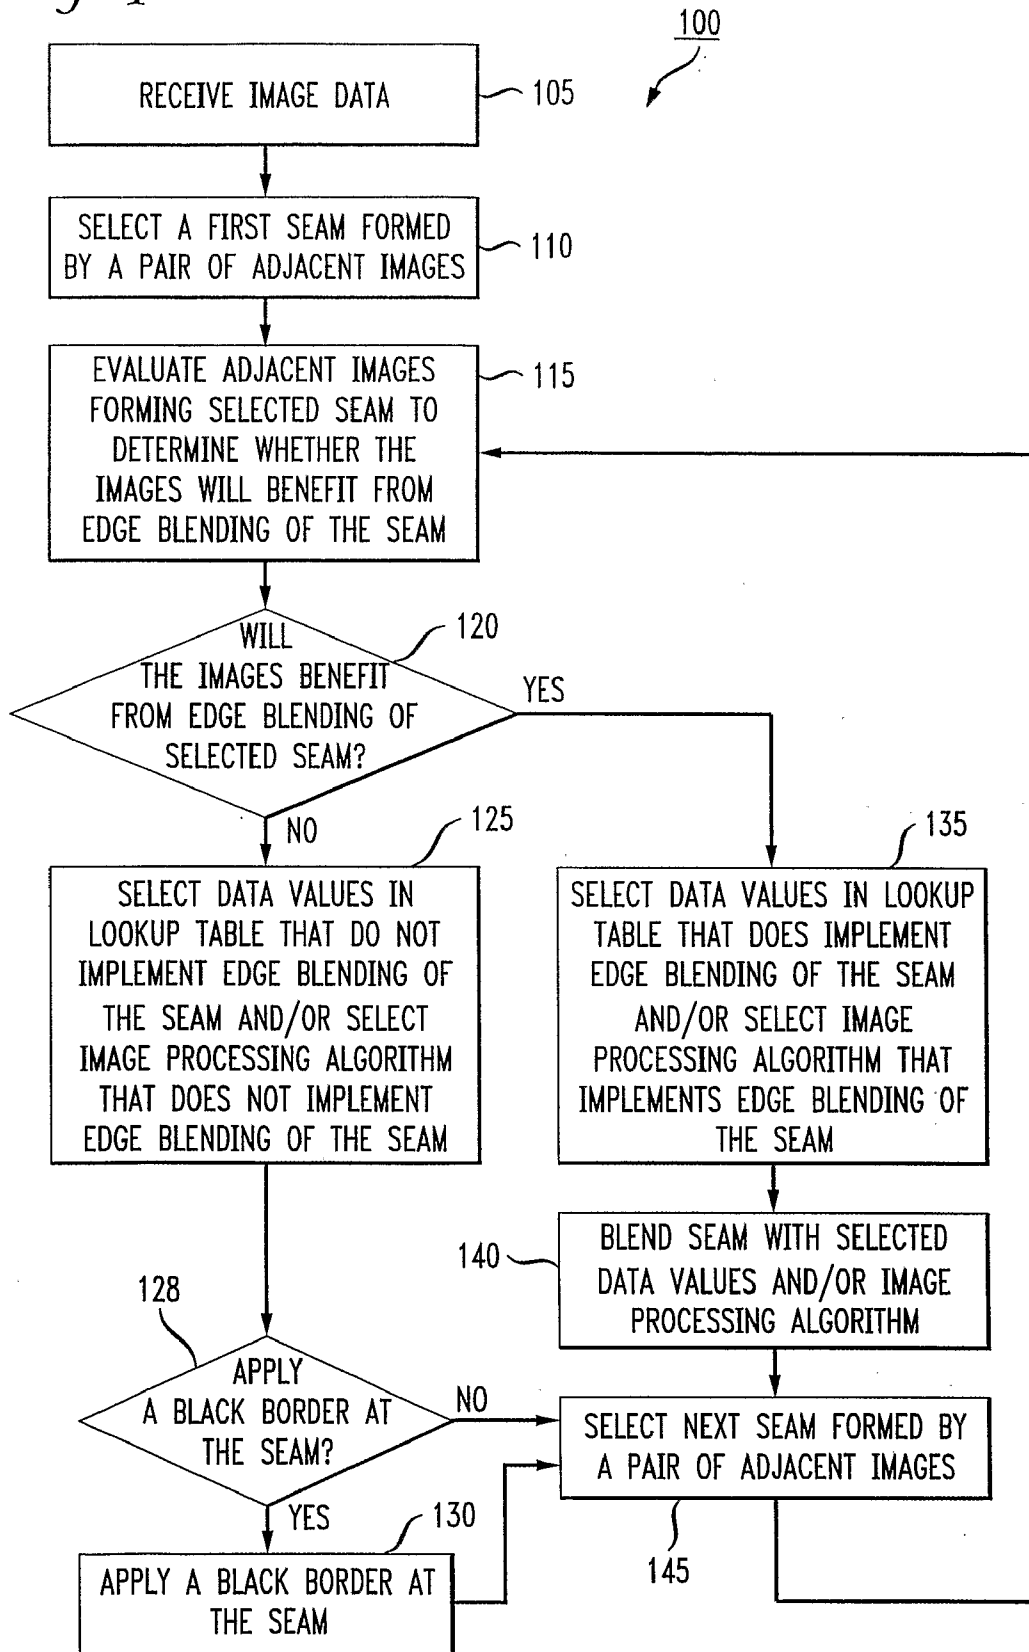 100
RECEIVE IMAGE DATA
105
SELECT A FIRST SEAM FORMED
BY A PAIR OF ADJACENT IMAGES
110
EVALUATE ADJACENT IMAGES
FORMING SELECTED SEAM TO
DETERMINE WHETHER THE
IMAGES WILL BENEFIT FROM
EDGE BLENDING OF THE SEAM
115
WILL
THE IMAGES BENEFIT
FROM EDGE BLENDING OF
SELECTED SEAM?
120
YES
NO
125
SELECT DATA VALUES IN
LOOKUP TABLE THAT DO NOT
IMPLEMENT EDGE BLENDING OF
THE SEAM AND/OR SELECT
IMAGE PROCESSING ALGORITHM
THAT DOES NOT IMPLEMENT
EDGE BLENDING OF THE SEAM
135
SELECT DATA VALUES IN LOOKUP
TABLE THAT DOES IMPLEMENT
EDGE BLENDING OF THE SEAM
AND/OR SELECT IMAGE
PROCESSING ALGORITHM THAT
IMPLEMENTS EDGE BLENDING OF
THE SEAM
140
BLEND SEAM WITH SELECTED
DATA VALUES AND/OR IMAGE
PROCESSING ALGORITHM
128
APPLY
A BLACK BORDER AT
THE SEAM?
NO
YES
SELECT NEXT SEAM FORMED BY
A PAIR OF ADJACENT IMAGES
145
130
APPLY A BLACK BORDER AT
THE SEAM